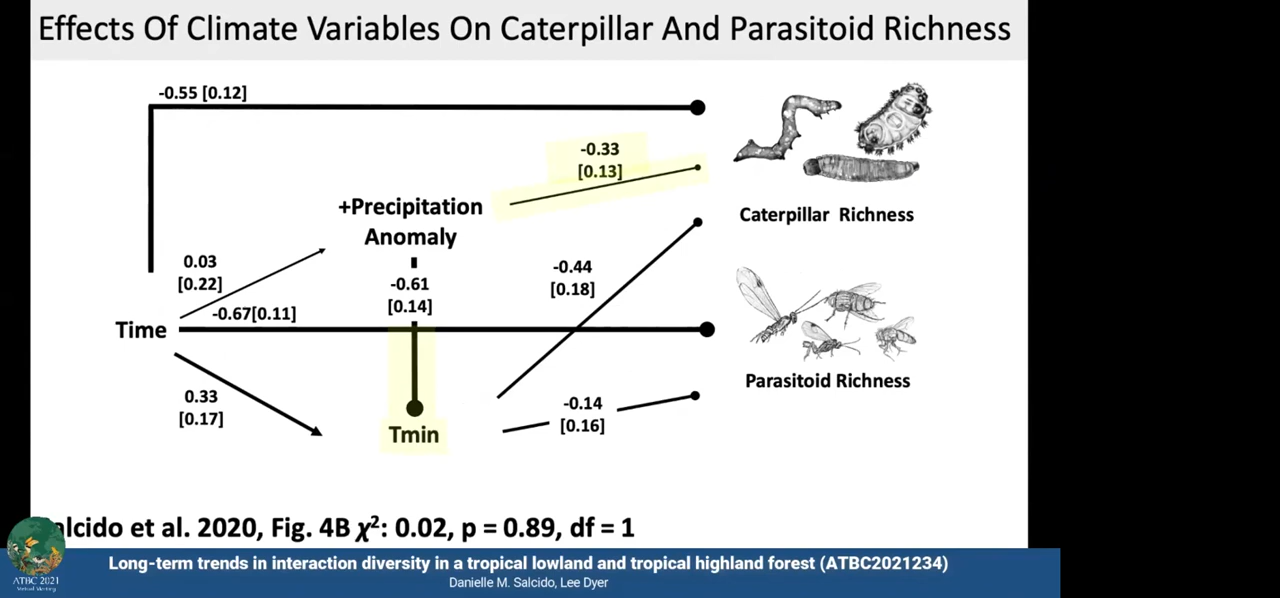 Effects Of Climate Variables On Caterpillar And Parasitoid Richness
-0.55 [0.12]
-0.33
[0.13]
+Precipitation
Anomaly
Caterpillar Richness
0.03
[0.22]
-0.61
[0.14]
-0.44
[0.18]
-0.67[0.11]
Time
Parasitoid Richness
0.33
[0.17]
-0.14
[0.16]
Tmin
alcido et al. 2020, Fig. 4B χ²: 0.02, p = 0.89, df = 1
Long-term trends in interaction diversity in a tropical lowland and tropical highland forest (ATBC2021234)
Danielle M. Salcido, Lee Dyer
ATBC 2021
Virtual Meeting